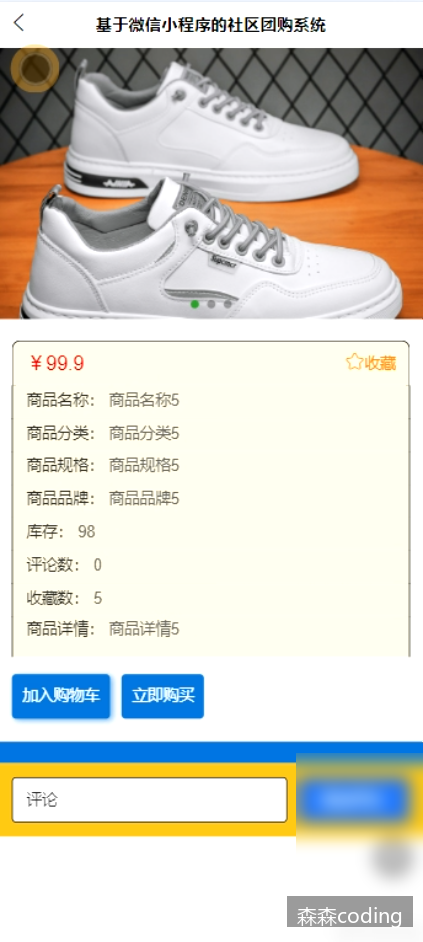 基于微信小程序的社区团购系统
￥99.9
☆收藏
商品名称： 商品名称5
商品分类： 商品分类5
商品规格： 商品规格5
商品品牌： 商品品牌5
库存： 98
评论数： 0
收藏数： 5
商品详情： 商品详情5
加入购物车 立即购买
评论
森森coding